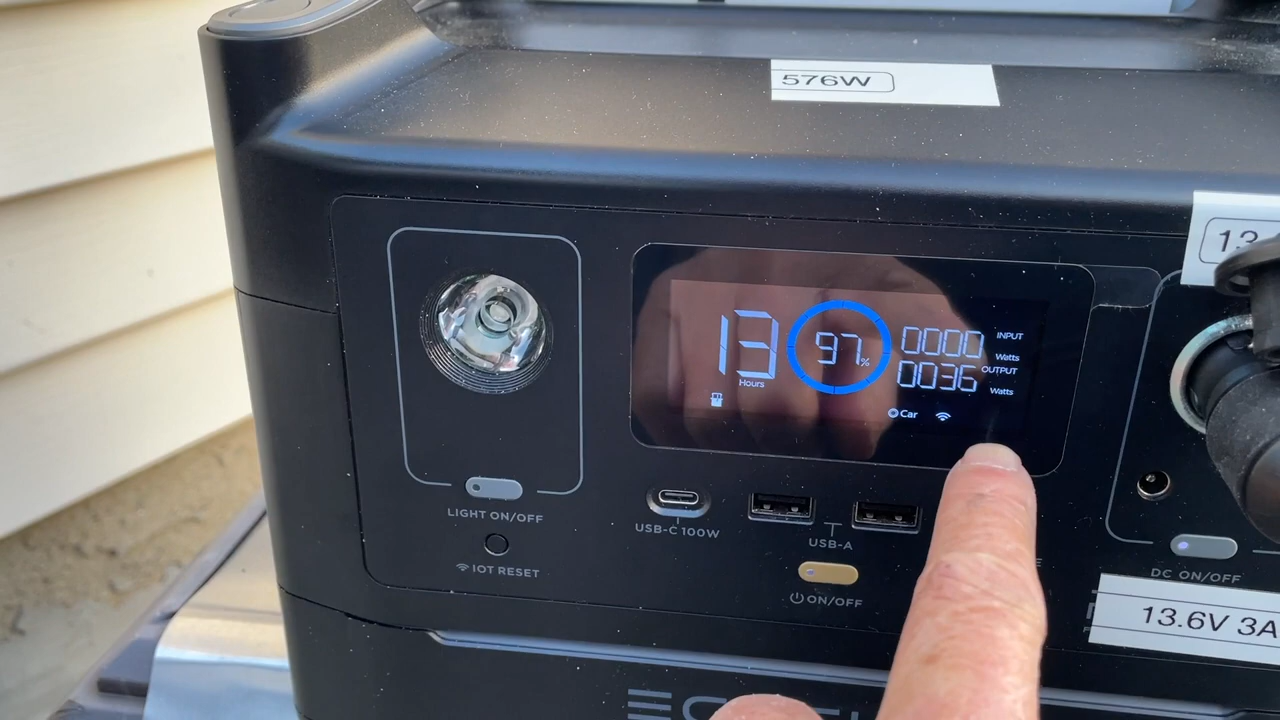 576W
13
13
Hours
97%
0000
INPUT
Watts
0036
OUTPUT
Watts
Car
LIGHT ON/OFF
IOT RESET
USB-C 100W
USB-A
ON/OFF
DC ON/OFF
13.6V 3A